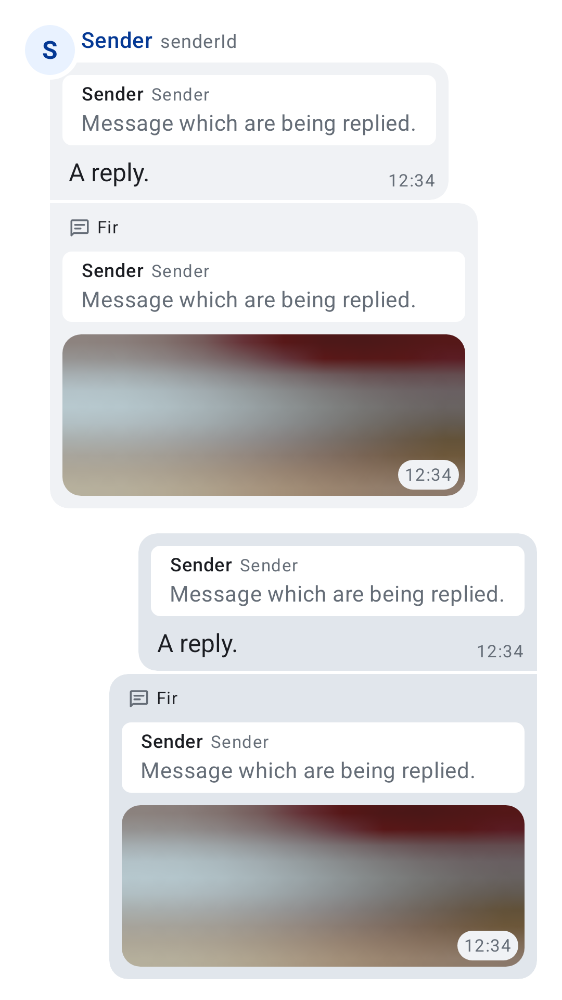 S
Sender senderId
Sender Sender
Message which are being replied.
A reply.
12:34
Fir
Sender Sender
Message which are being replied.
12:34
Sender Sender
Message which are being replied.
A reply.
12:34
Fir
Sender Sender
Message which are being replied.
12:34